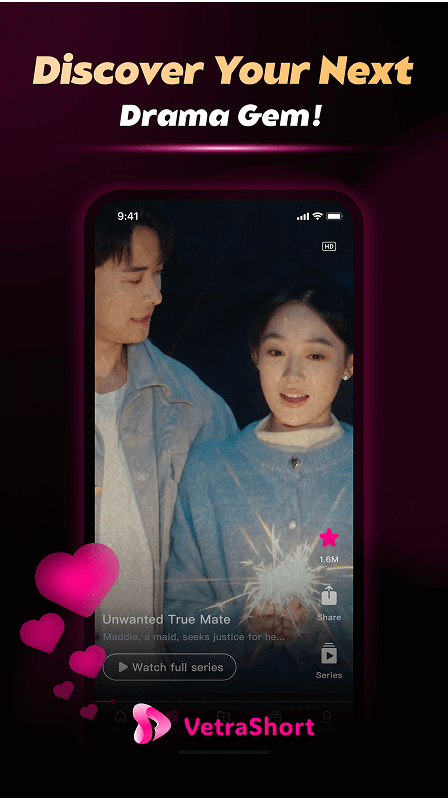 Discover Your Next
Drama Gem!
9:41
HD
1.6M
Unwanted True Mate
Share
Maddie, a maid, seeks justice for he...
Watch full series
Series
VetraShort